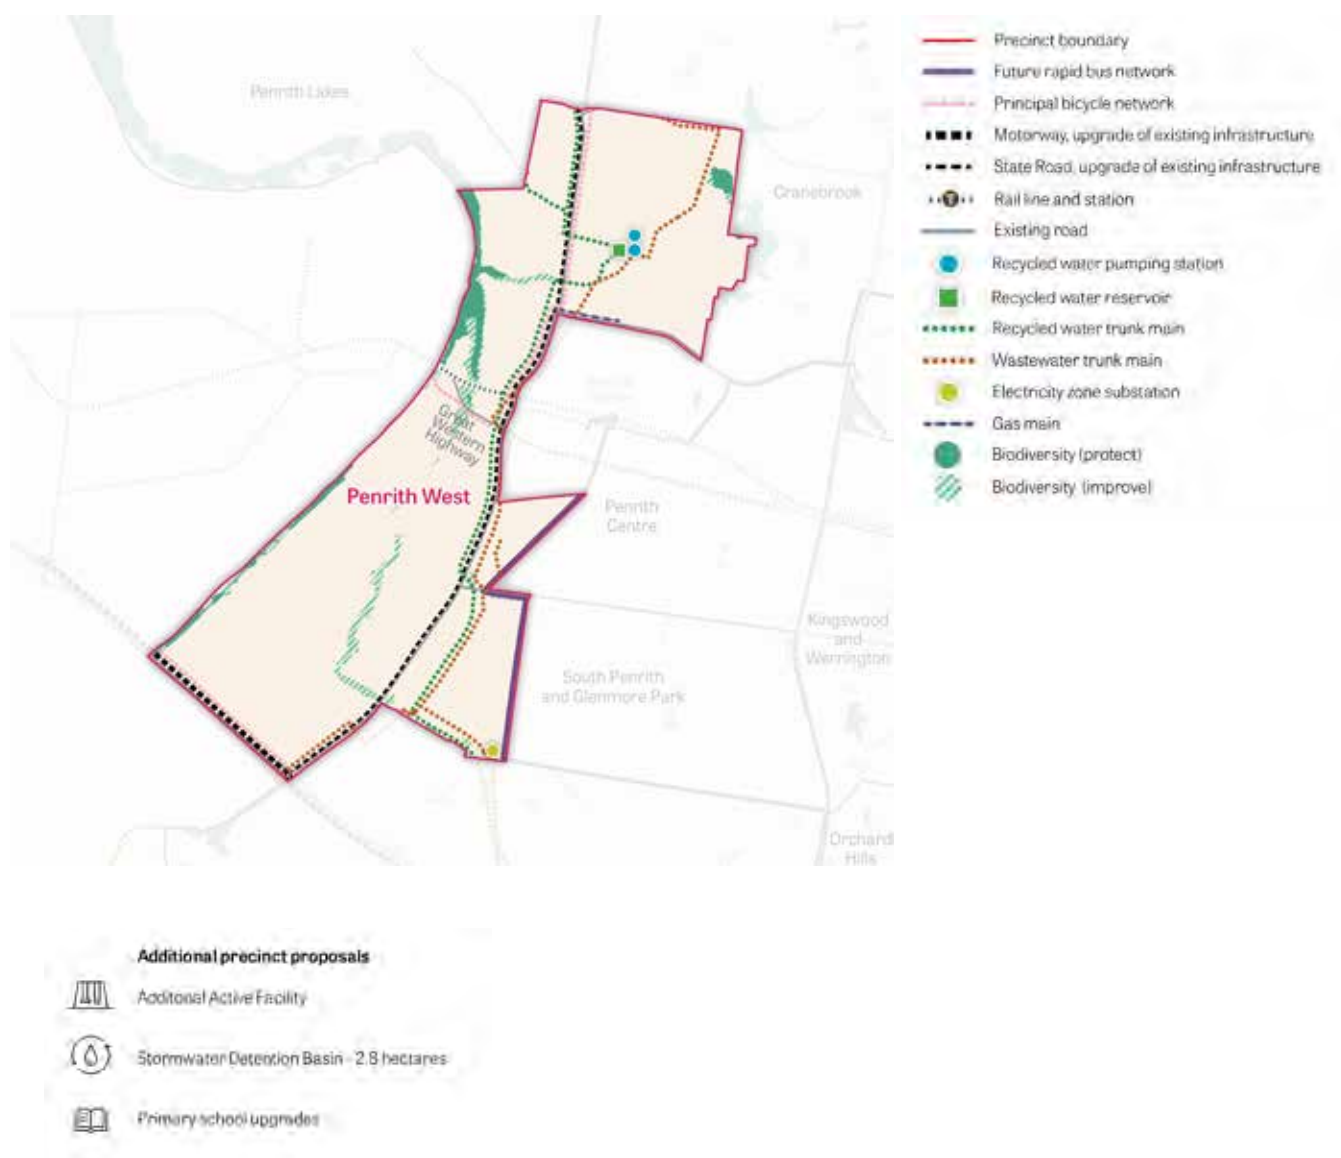 Penrith Lakes
Cranebrook
Great
Western
Highway
Penrith West
Penrith
Centre
Kingswood
and
Werrington
South Penrith
and Glenmore Park
Orchard
Hills
Precinct boundary
Future rapid bus network
Principal bicycle network
Motorway, upgrade of existing infrastructure
State Road, upgrade of existing infrastructure
Rail line and station
Existing road
Recycled water pumping station
Recycled water reservoir
Recycled water trunk main
Wastewater trunk main
Electricity zone substation
Gas main
Biodiversity (protect)
Biodiversity (improve)
Additional precinct proposals
Additonal Active Facility
Stormwater Detention Basin - 2.8 hectares
Primary school upgrades